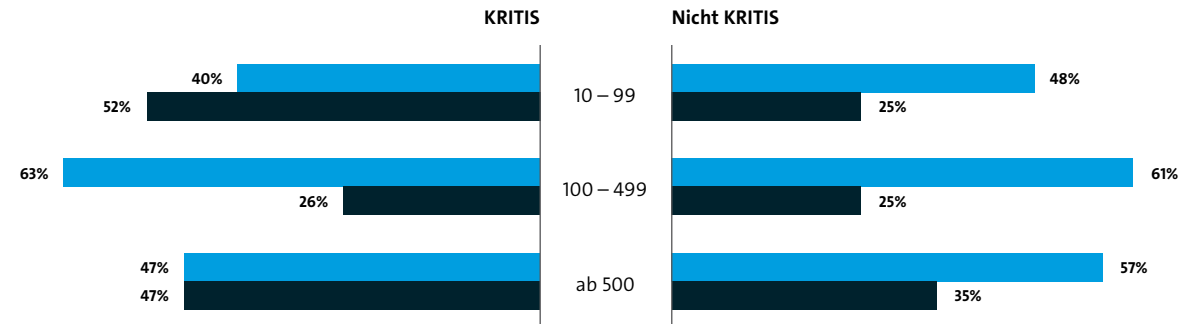 KRITIS Nicht KRITIS
40% 48%
52% 10 – 99 25%
63% 61%
26% 100 – 499 25%
47% 57%
47% ab 500 35%